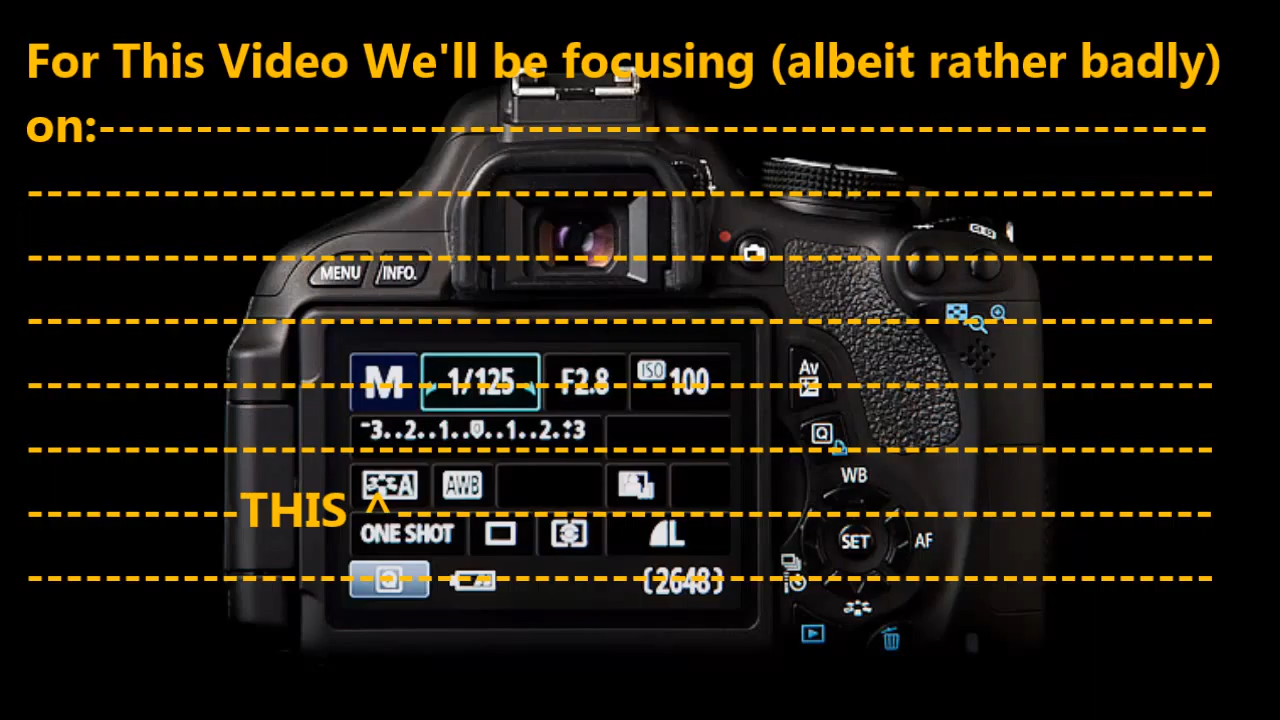 For This Video We'll be focusing (albeit rather badly)
on:-----------------------------------------------------------------
----------------------------------------------------------------------
----------------------------------------------------------------------
MENU INFO.
----------------------------------------------------------------------
Av
M 1/125 F2.8 ISO 100
----------------------------------------------------------------------
-3..2..1..0..1..2.:+3
Q
----------------------------------------------------------------------
WB
A AWB
------------THIS ^------------------------------------------------
ONE SHOT L
SET AF
----------------------------------------------------------------------
Q (2648)